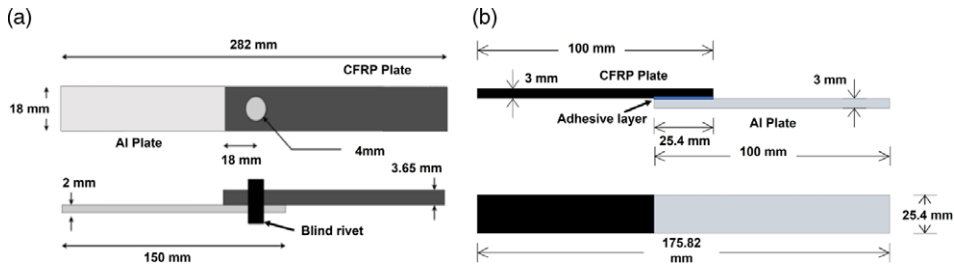 (a)
282 mm
CFRP Plate
18 mm
Al Plate
18 mm
4mm
2 mm
3.65 mm
Blind rivet
150 mm
(b)
100 mm
3 mm
CFRP Plate
3 mm
Adhesive layer
Al Plate
25.4 mm
100 mm
25.4 mm
175.82
mm